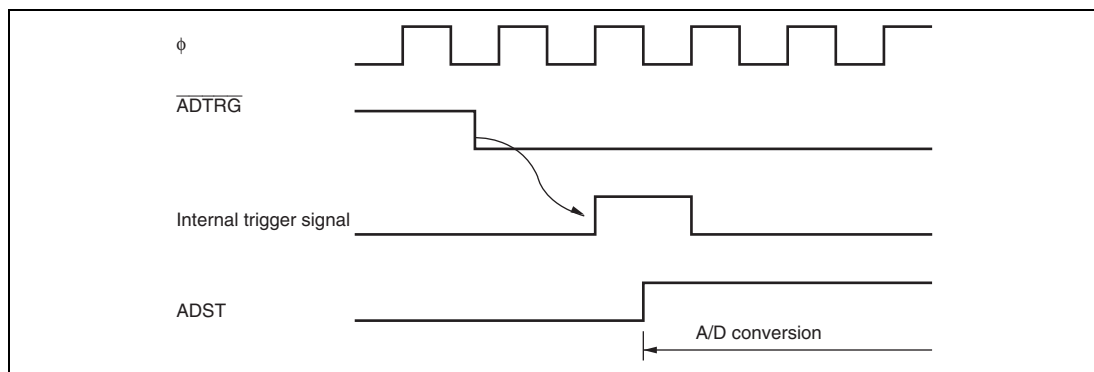 ϕ
ADTRG
Internal trigger signal
ADST
A/D conversion